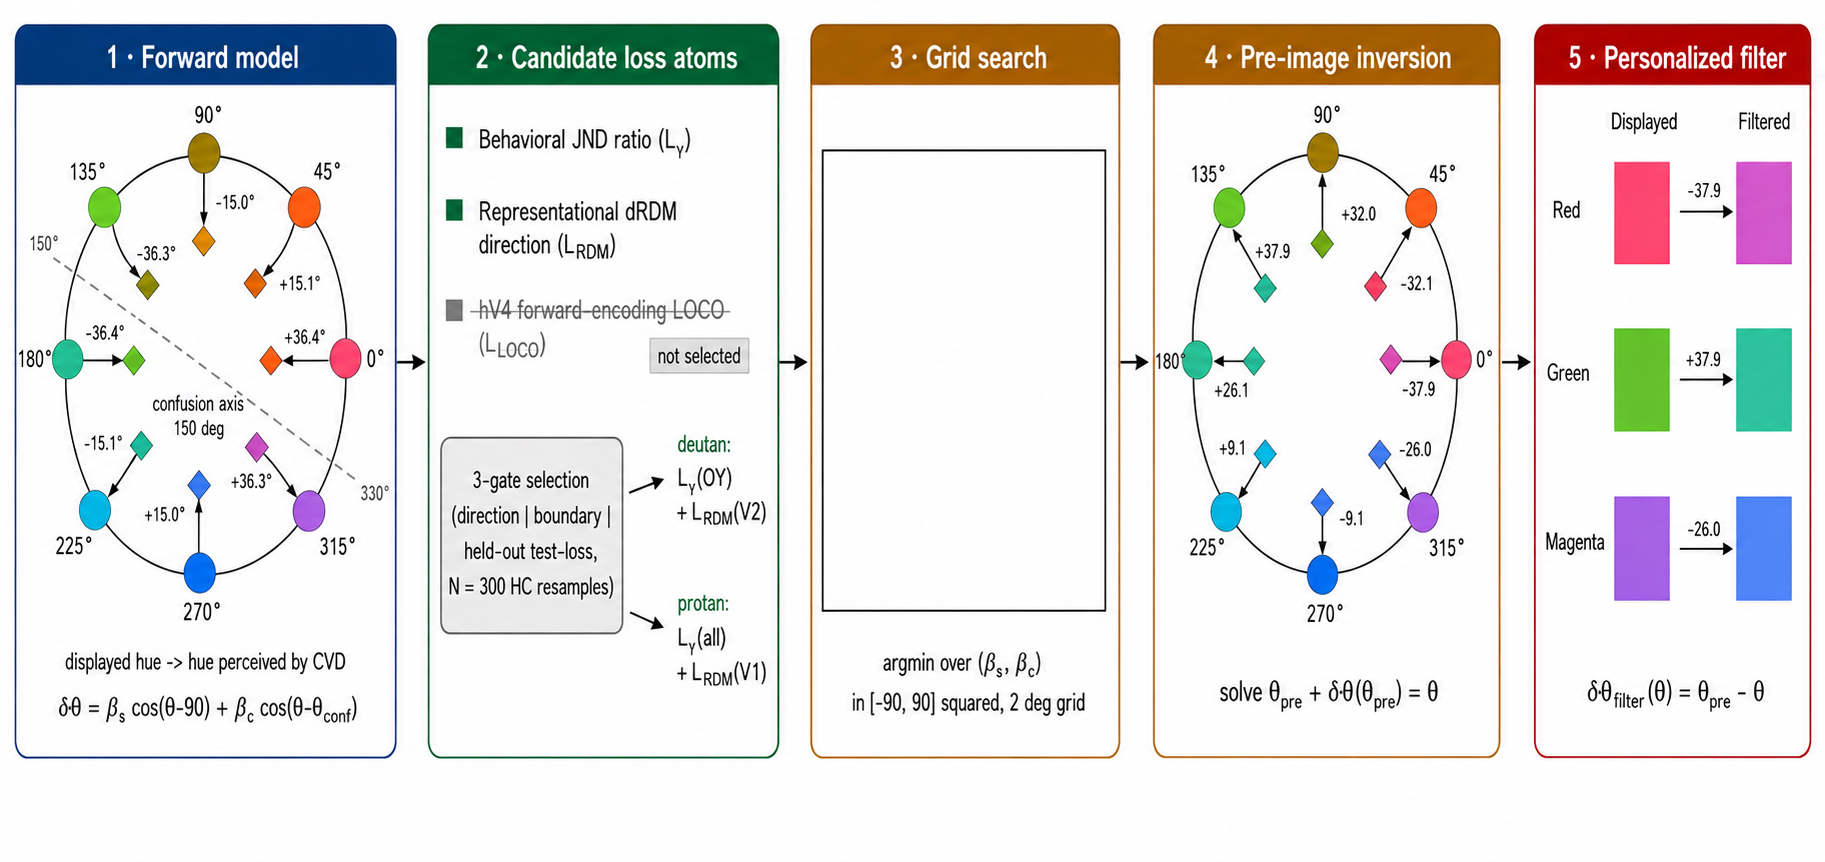 1 · Forward model
90°
135°
45°
-15.0°
150°
-36.3°
+15.1°
-36.4°
+36.4°
180°
0°
confusion axis
150 deg
-15.1°
+36.3°
330°
+15.0°
225°
315°
270°
displayed hue -> hue perceived by CVD
δ·θ = βs cos(θ-90) + βc cos(θ-θconf)
2 · Candidate loss atoms
Behavioral JND ratio (Lγ)
Representational dRDM
direction (LRDM)
hV4 forward-encoding LOCO
(LLOCO)
not selected
3-gate selection
(direction | boundary |
held-out test-loss,
N = 300 HC resamples)
deutan:
Lγ(OY)
+ LRDM(V2)
protan:
Lγ(all)
+ LRDM(V1)
3 · Grid search
argmin over (βs, βc)
in [-90, 90] squared, 2 deg grid
4 · Pre-image inversion
90°
135°
45°
+32.0
+37.9
-32.1
180°
0°
+26.1
-37.9
+9.1
-26.0
-9.1
225°
315°
270°
solve θpre + δ·θ(θpre) = θ
5 · Personalized filter
Displayed Filtered
Red
-37.9
Green
+37.9
Magenta
-26.0
δ·θfilter(θ) = θpre - θ